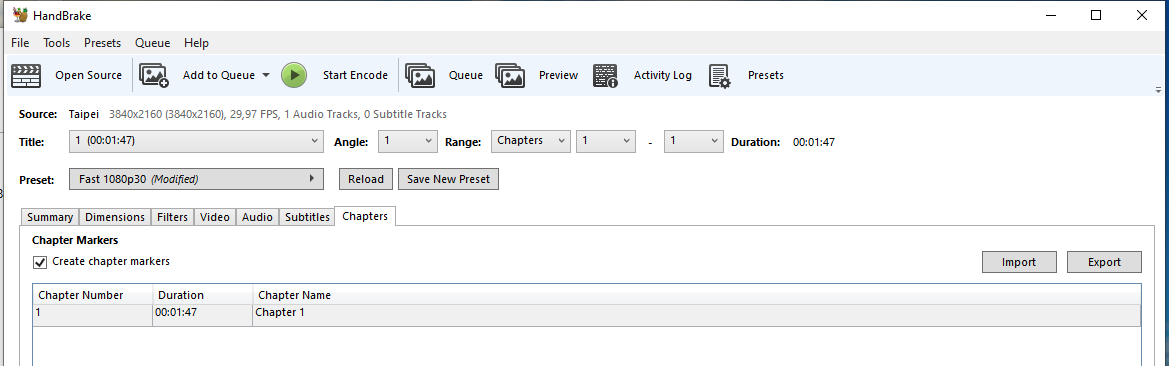 HandBrake
File Tools Presets Queue Help
Open Source Add to Queue Start Encode Queue Preview Activity Log Presets
Source: Taipei 3840x2160 (3840x2160), 29,97 FPS, 1 Audio Tracks, 0 Subtitle Tracks
Title: 1 (00:01:47) Angle: 1 Range: Chapters 1 - 1 Duration: 00:01:47
Preset: Fast 1080p30 (Modified) Reload Save New Preset
Summary Dimensions Filters Video Audio Subtitles Chapters
Chapter Markers
Create chapter markers Import Export
Chapter Number Duration Chapter Name
1 00:01:47 Chapter 1